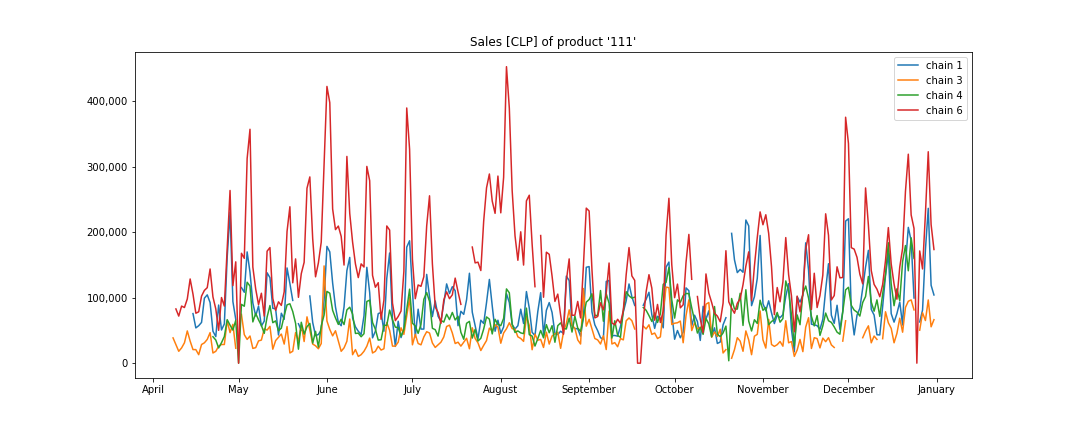 Sales [CLP] of product '111'
chain 1
chain 3
chain 4
chain 6
400,000
300,000
200,000
100,000
0
April May June July August September October November December January